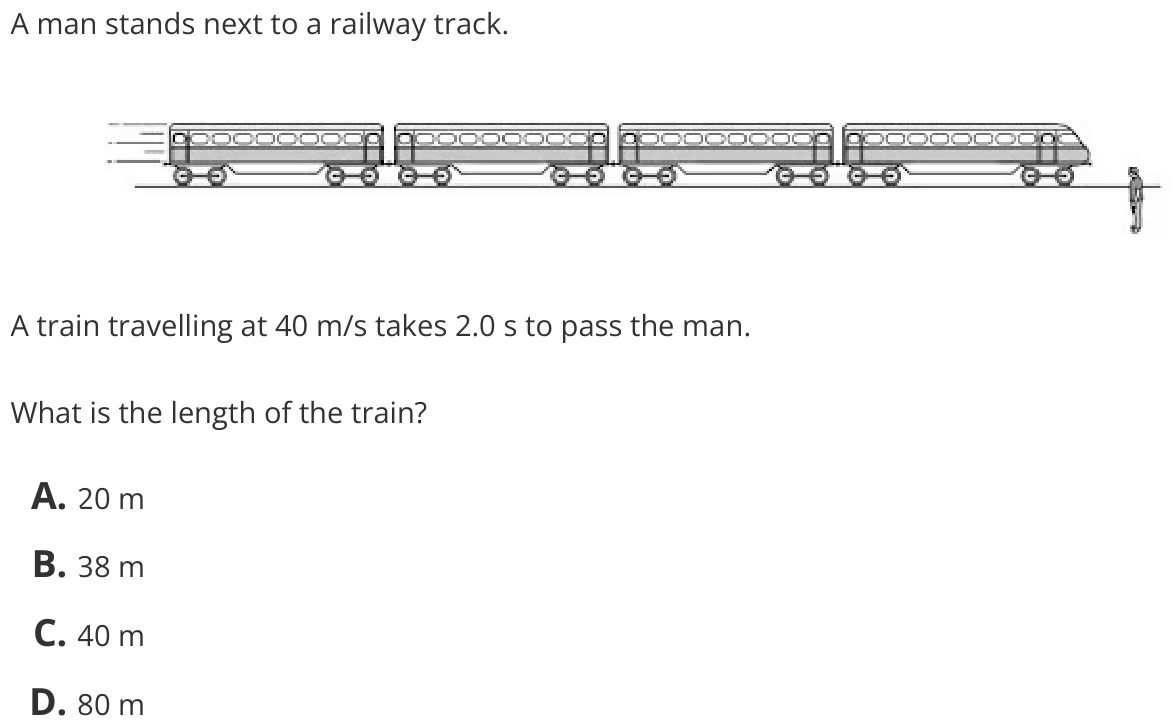 A man stands next to a railway track.
A train travelling at 40 m/s takes 2.0 s to pass the man.
What is the length of the train?
A. 20 m
B. 38 m
C. 40 m
D. 80 m